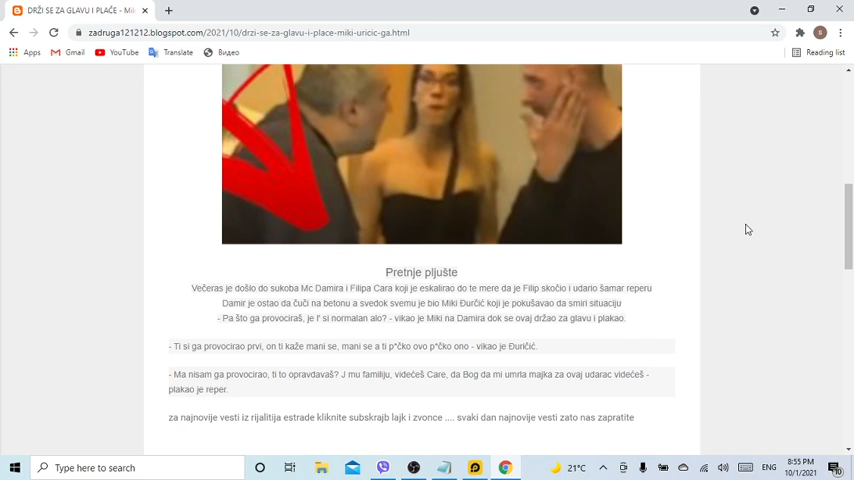 DRŽI SE ZA GLAVU I PLAČE: - Mik
zadruga121212.blogspot.com/2021/10/drzi-se-za-glavu-i-place-miki-uricic-ga.html
Apps Gmail YouTube Translate Видео Reading list
Pretnje pljušte
Večeras je došlo do sukoba Mc Damira i Filipa Cara koji je eskalirao do te mere da je Filip skočio i udario šamar reperu
Damir je ostao da čuči na betonu a svedok svemu je bio Miki Đurčić koji je pokušavao da smiri situaciju
- Pa što ga provociraš, je l' si normalan alo? - vikao je Miki na Damira dok se ovaj držao za glavu i plakao.
- Ti si ga provocirao prvi, on ti kaže mani se, mani se a ti p*čko ovo p*čko ono - vikao je Đuričić.
- Ma nisam ga provocirao, ti to opravdavaš? J mu familiju, videćeš Care, da Bog da mi umrla majka za ovaj udarac videćeš -
plakao je reper.
za najnovije vesti iz rijalitija estrade kliknite subskrajb lajk i zvonce .... svaki dan najnovije vesti zato nas zapratite
Type here to search
21°C
ENG
8:55 PM
10/1/2021